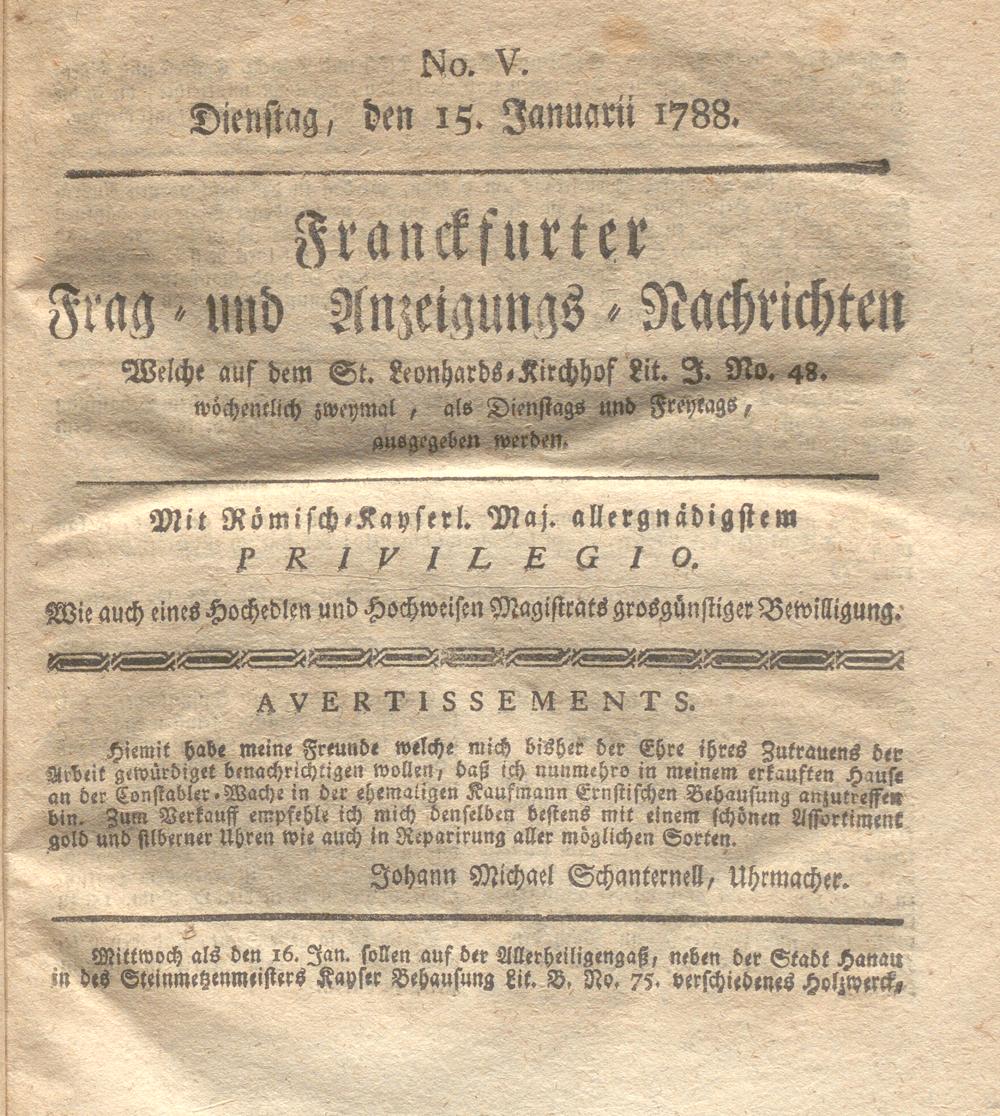 No. V.
Dienstag, den 15. Januarii 1788.
Franckfurter
Frag- und Anzeigungs-Nachrichten
Welche auf dem St. Leonhards-Kirchhof Lit. J. No. 48.
wöchentlich zweymal, als Dienstags und Freytags,
ausgegeben werden.
Mit Römisch-Kayserl. Maj. allergnädigstem
PRIVILEGIO.
Wie auch eines Hochedlen und Hochweisen Magistrats grosgünstiger Bewilligung.
AVERTISSEMENTS.
Hiemit habe meine Freunde welche mich bisher der Ehre ihres Zutrauens der
Arbeit gewürdiget benachrichtigen wollen, daß ich nunmehro in meinem erkauften Hause
an der Constabler-Wache in der ehemaligen Kaufmann Ernstischen Behausung anzutreffen
bin. Zum Verkauff empfehle ich mich denselben bestens mit einem schönen Assortiment
gold und silberner Uhren wie auch in Reparirung aller möglichen Sorten.
Johann Michael Schanternell, Uhrmacher.
Mittwoch als den 16. Jan. sollen auf der Allerheiligengaß, neben der Stadt Hanau
in des Steinmetzenmeisters Kayser Behausung Lit. B. No. 75. verschiedenes Holzwerck,